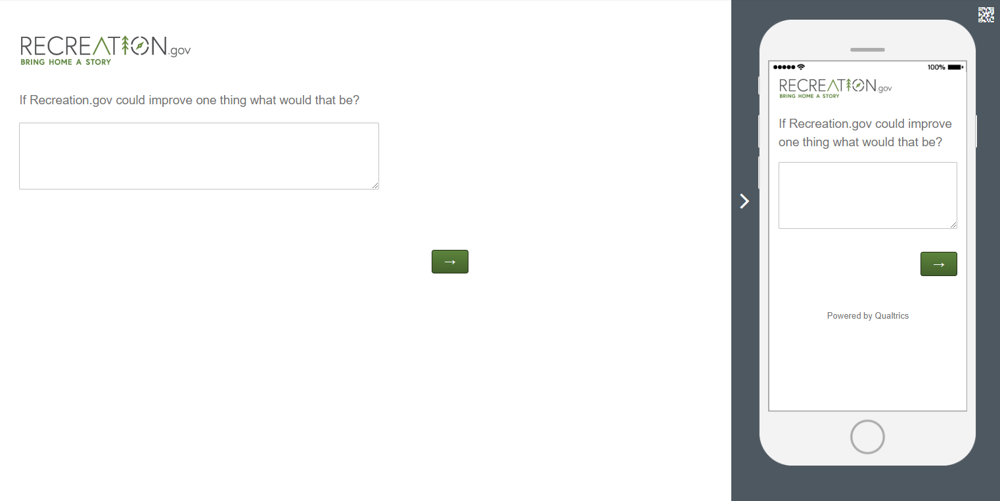 RECREATION.gov
BRING HOME A STORY
If Recreation.gov could improve one thing what would that be?
→
100%
RECREATION.gov
BRING HOME A STORY
If Recreation.gov could improve
one thing what would that be?
→
Powered by Qualtrics